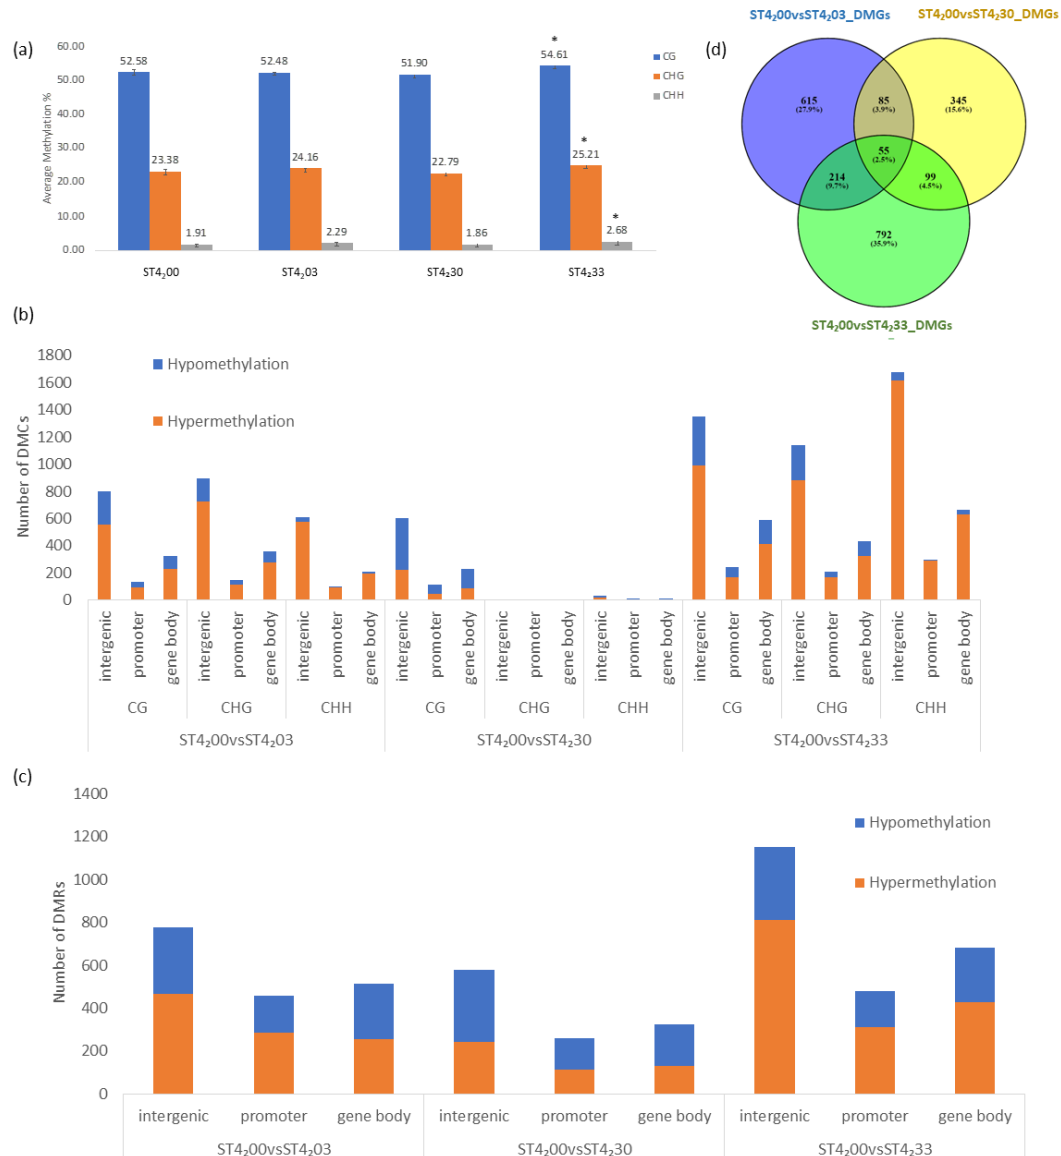 (a)
60.00
50.00
40.00
30.00
20.00
10.00
0.00
Average Methylation %
52.58
23.38
1.91
52.48
24.16
2.29
51.90
22.79
1.86
*
54.61
*
25.21
*
2.68
CG
CHG
CHH
ST4₂00
ST4₂03
ST4₂30
ST4₂33
(d)
ST4₂00vsST4₂03_DMGs
ST4₂00vsST4₂30_DMGs
615
(27.9%)
85
(3.9%)
345
(15.6%)
55
(2.5%)
214
(9.7%)
99
(4.5%)
792
(35.9%)
ST4₂00vsST4₂33_DMGs
(b)
1800
1600
1400
1200
1000
800
600
400
200
0
Number of DMCs
Hypomethylation
Hypermethylation
intergenic promoter gene body intergenic promoter gene body intergenic promoter gene body intergenic promoter gene body intergenic promoter gene body intergenic promoter gene body intergenic promoter gene body intergenic promoter gene body intergenic promoter gene body
CG CHG CHH CG CHG CHH CG CHG CHH
ST4₂00vsST4₂03 ST4₂00vsST4₂30 ST4₂00vsST4₂33
(c)
1400
1200
1000
800
600
400
200
0
Number of DMRs
Hypomethylation
Hypermethylation
intergenic promoter gene body intergenic promoter gene body intergenic promoter gene body
ST4₂00vsST4₂03 ST4₂00vsST4₂30 ST4₂00vsST4₂33